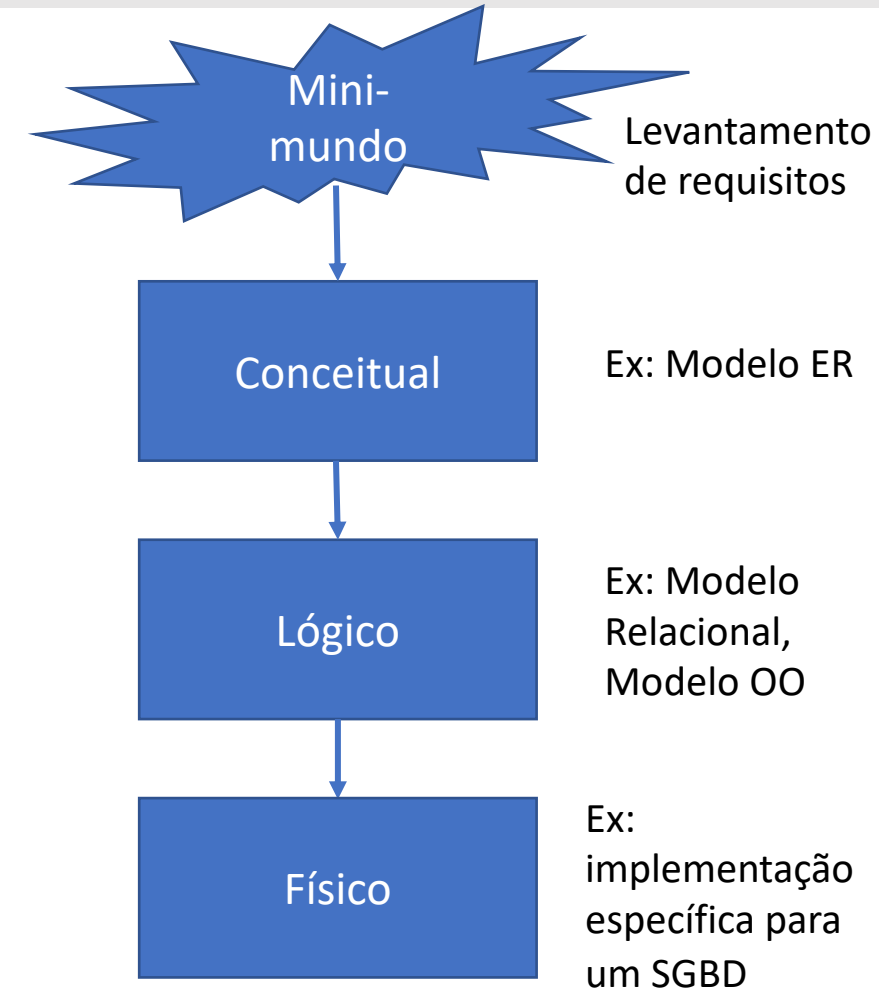 Mini-
mundo
Levantamento
de requisitos
Conceitual
Ex: Modelo ER
Lógico
Ex: Modelo
Relacional,
Modelo OO
Físico
Ex:
implementação
específica para
um SGBD